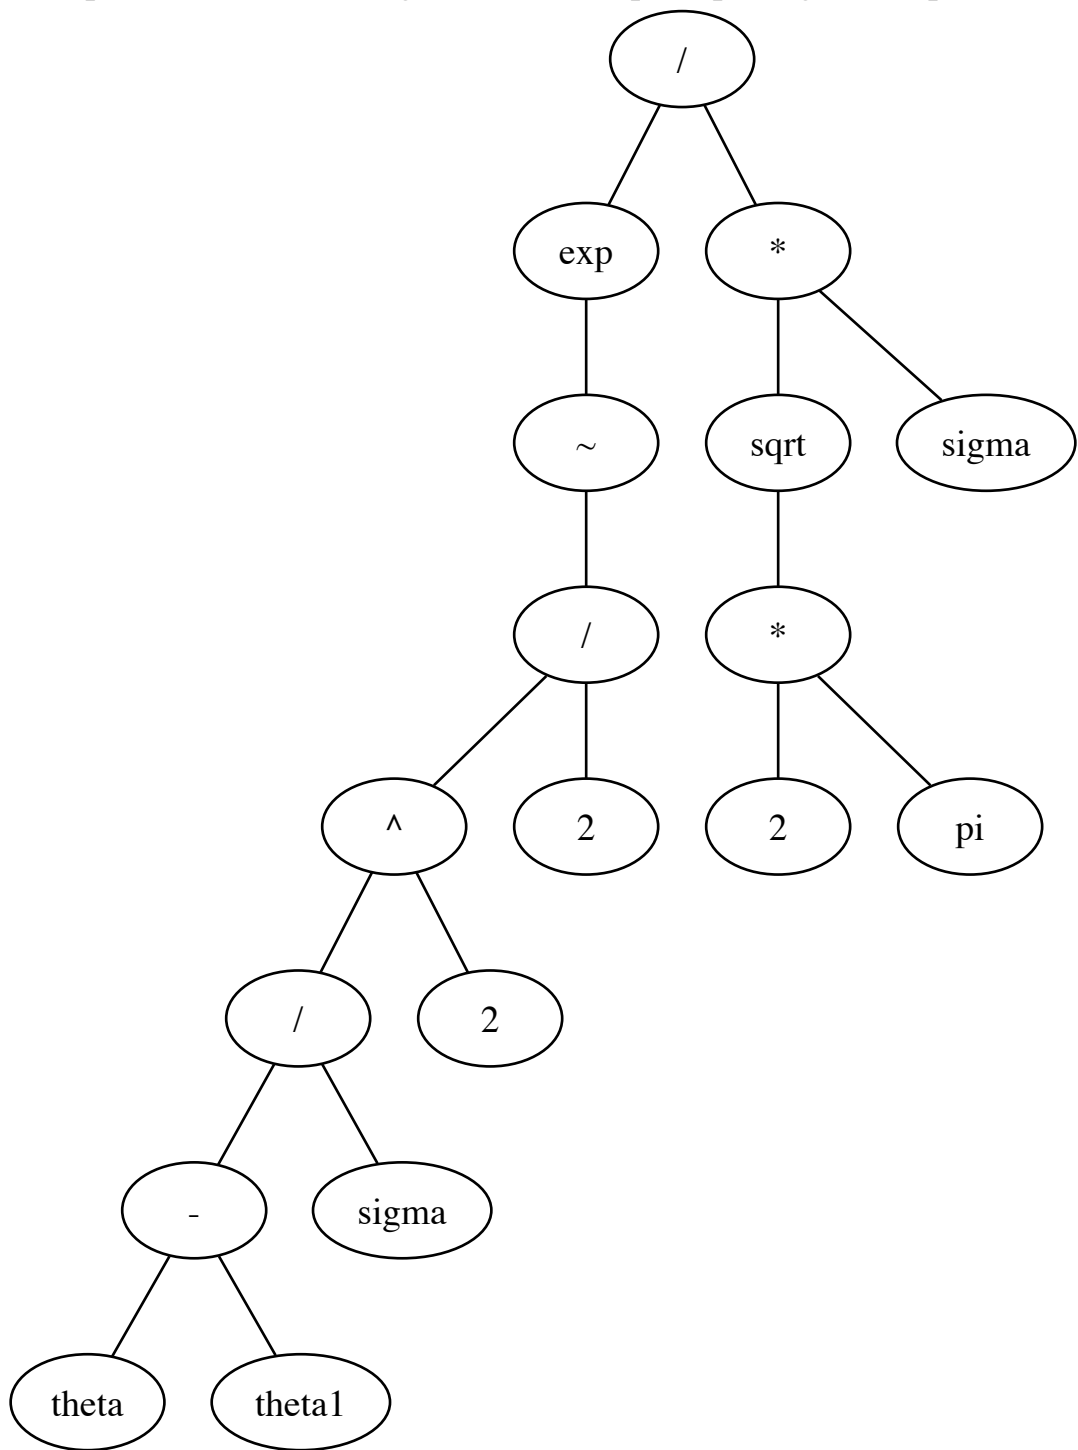 /
exp *
~ sqrt sigma
/ *
^ 2 2 pi
/ 2
- sigma
theta theta1